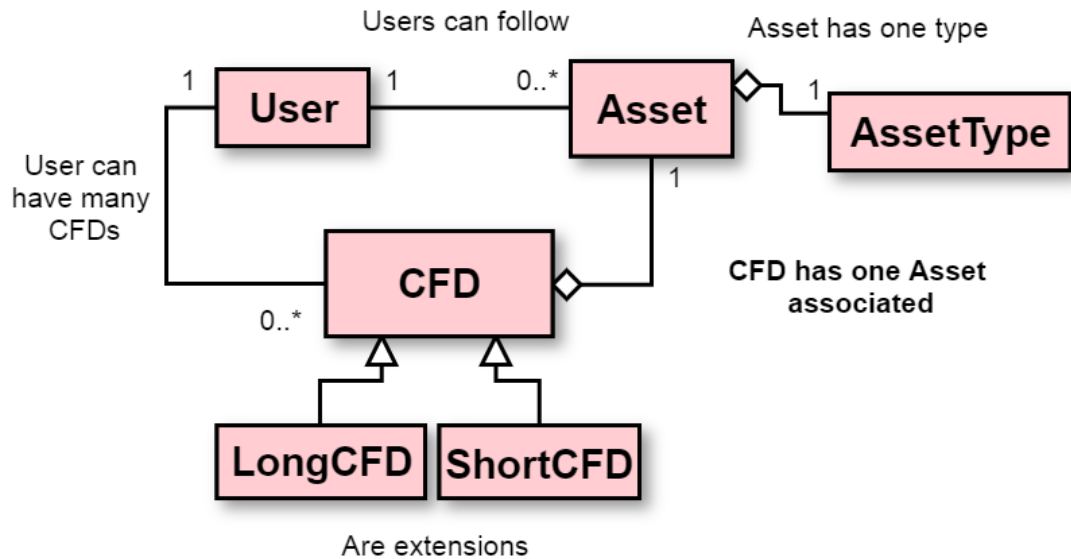 Users can follow
Asset has one type
1
User
1
0..*
Asset
1
AssetType
User can
have many
CFDs
1
CFD
0..*
CFD has one Asset
associated
LongCFD
ShortCFD
Are extensions